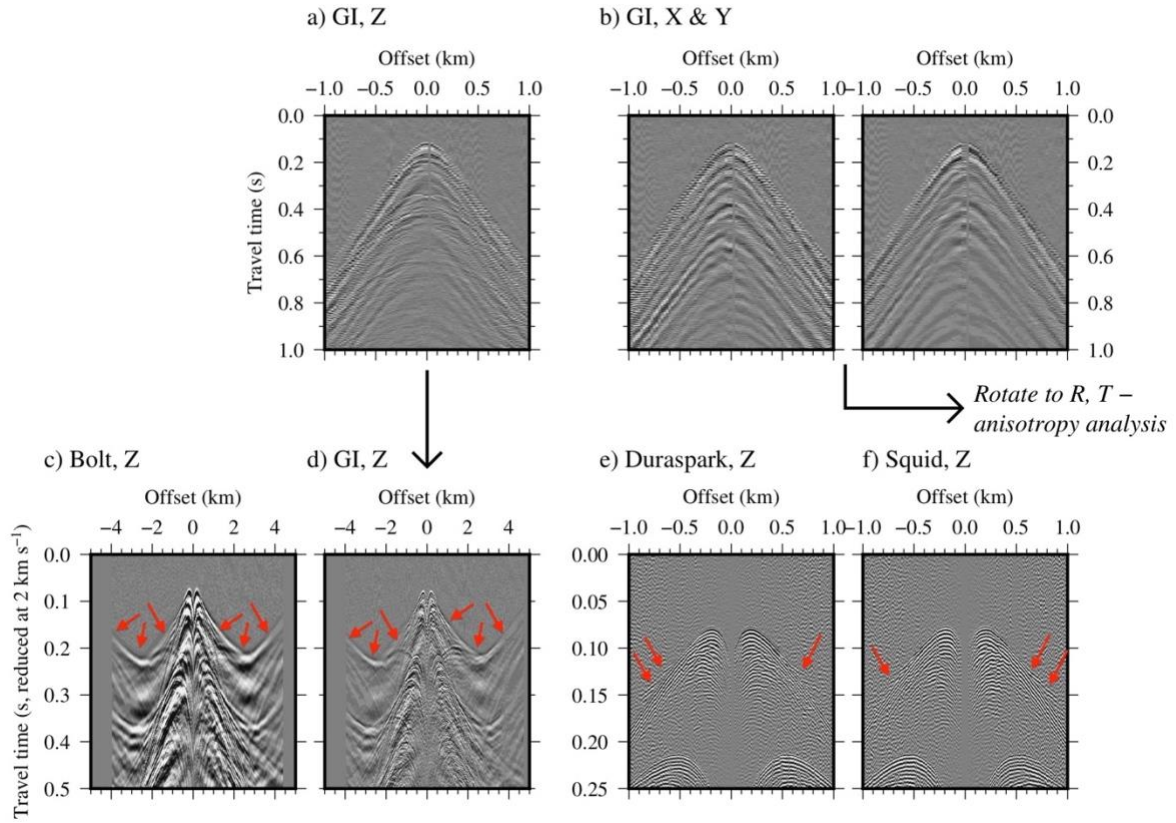 a) GI, Z
b) GI, X & Y
Offset (km)
Offset (km)
Offset (km)
−1.0 −0.5 0.0 0.5 1.0
−1.0 −0.5 0.0 0.5 1.0
−1.0 −0.5 0.0 0.5 1.0
Travel time (s)
0.0
0.2
0.4
0.6
0.8
1.0
0.0
0.2
0.4
0.6
0.8
1.0
Rotate to R, T −
anisotropy analysis
c) Bolt, Z
d) GI, Z
e) Duraspark, Z
f) Squid, Z
Offset (km)
Offset (km)
Offset (km)
Offset (km)
−4 −2 0 2 4
−4 −2 0 2 4
−1.0 −0.5 0.0 0.5 1.0
−1.0 −0.5 0.0 0.5 1.0
Travel time (s, reduced at 2 km s⁻¹)
0.0
0.1
0.2
0.3
0.4
0.5
0.00
0.05
0.10
0.15
0.20
0.25